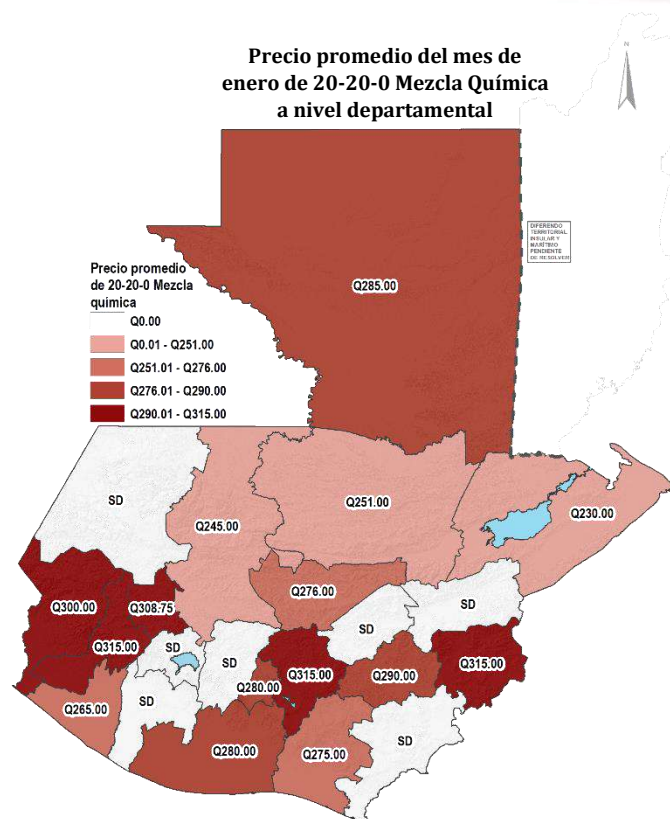 Precio promedio del mes de
enero de 20-20-0 Mezcla Química
a nivel departamental
N
DIFERENDO
TERRITORIAL
INSULAR Y
MARÍTIMO
PENDIENTE
DE RESOLVER
Q285.00
Precio promedio
de 20-20-0 Mezcla
química
Q0.00
Q0.01 - Q251.00
Q251.01 - Q276.00
Q276.01 - Q290.00
Q290.01 - Q315.00
SD
Q245.00
Q251.00
Q230.00
Q276.00
Q300.00
Q308.75
SD
Q315.00
SD
SD
SD
Q315.00
Q290.00
Q315.00
Q280.00
SD
Q265.00
Q280.00
Q275.00
SD